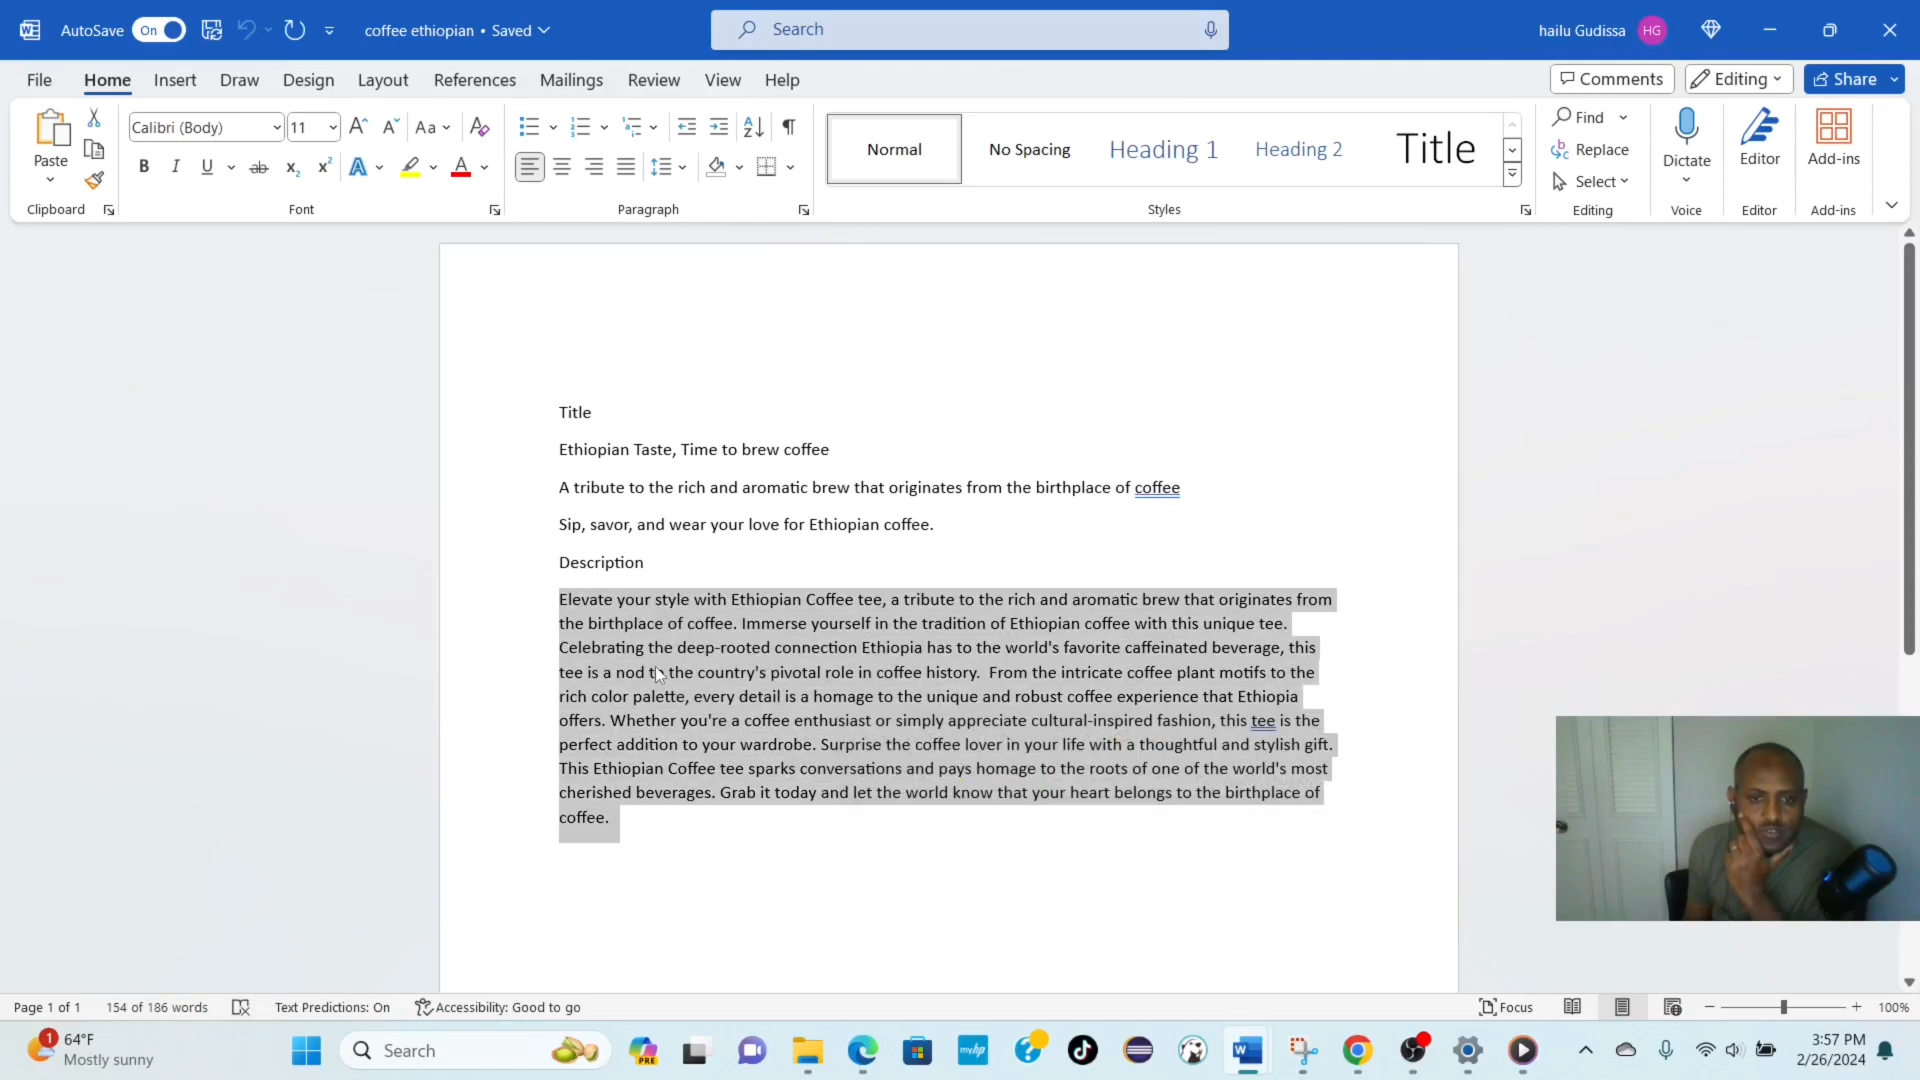 AutoSave On coffee ethiopian • Saved Search hailu Gudissa HG
File Home Insert Draw Design Layout References Mailings Review View Help Comments Editing Share
Paste Calibri (Body) 11 Aa Normal No Spacing Heading 1 Heading 2 Title Find Replace Select Dictate Editor Add-ins
Clipboard Font Paragraph Styles Editing Voice Editor Add-ins
Title
Ethiopian Taste, Time to brew coffee
A tribute to the rich and aromatic brew that originates from the birthplace of coffee
Sip, savor, and wear your love for Ethiopian coffee.
Description
Elevate your style with Ethiopian Coffee tee, a tribute to the rich and aromatic brew that originates from
the birthplace of coffee. Immerse yourself in the tradition of Ethiopian coffee with this unique tee.
Celebrating the deep-rooted connection Ethiopia has to the world's favorite caffeinated beverage, this
tee is a nod to the country's pivotal role in coffee history.  From the intricate coffee plant motifs to the
rich color palette, every detail is a homage to the unique and robust coffee experience that Ethiopia
offers. Whether you're a coffee enthusiast or simply appreciate cultural-inspired fashion, this tee is the
perfect addition to your wardrobe. Surprise the coffee lover in your life with a thoughtful and stylish gift.
This Ethiopian Coffee tee sparks conversations and pays homage to the roots of one of the world's most
cherished beverages. Grab it today and let the world know that your heart belongs to the birthplace of
coffee.
Page 1 of 1 154 of 186 words Text Predictions: On Accessibility: Good to go Focus 100%
1 64°F Mostly sunny Search PRE myhp 3:57 PM
2/26/2024